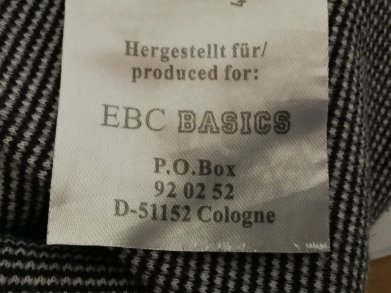 Hergestellt für/
produced for:
EBC BASICS
P.O.Box
92 02 52
D-51152 Cologne